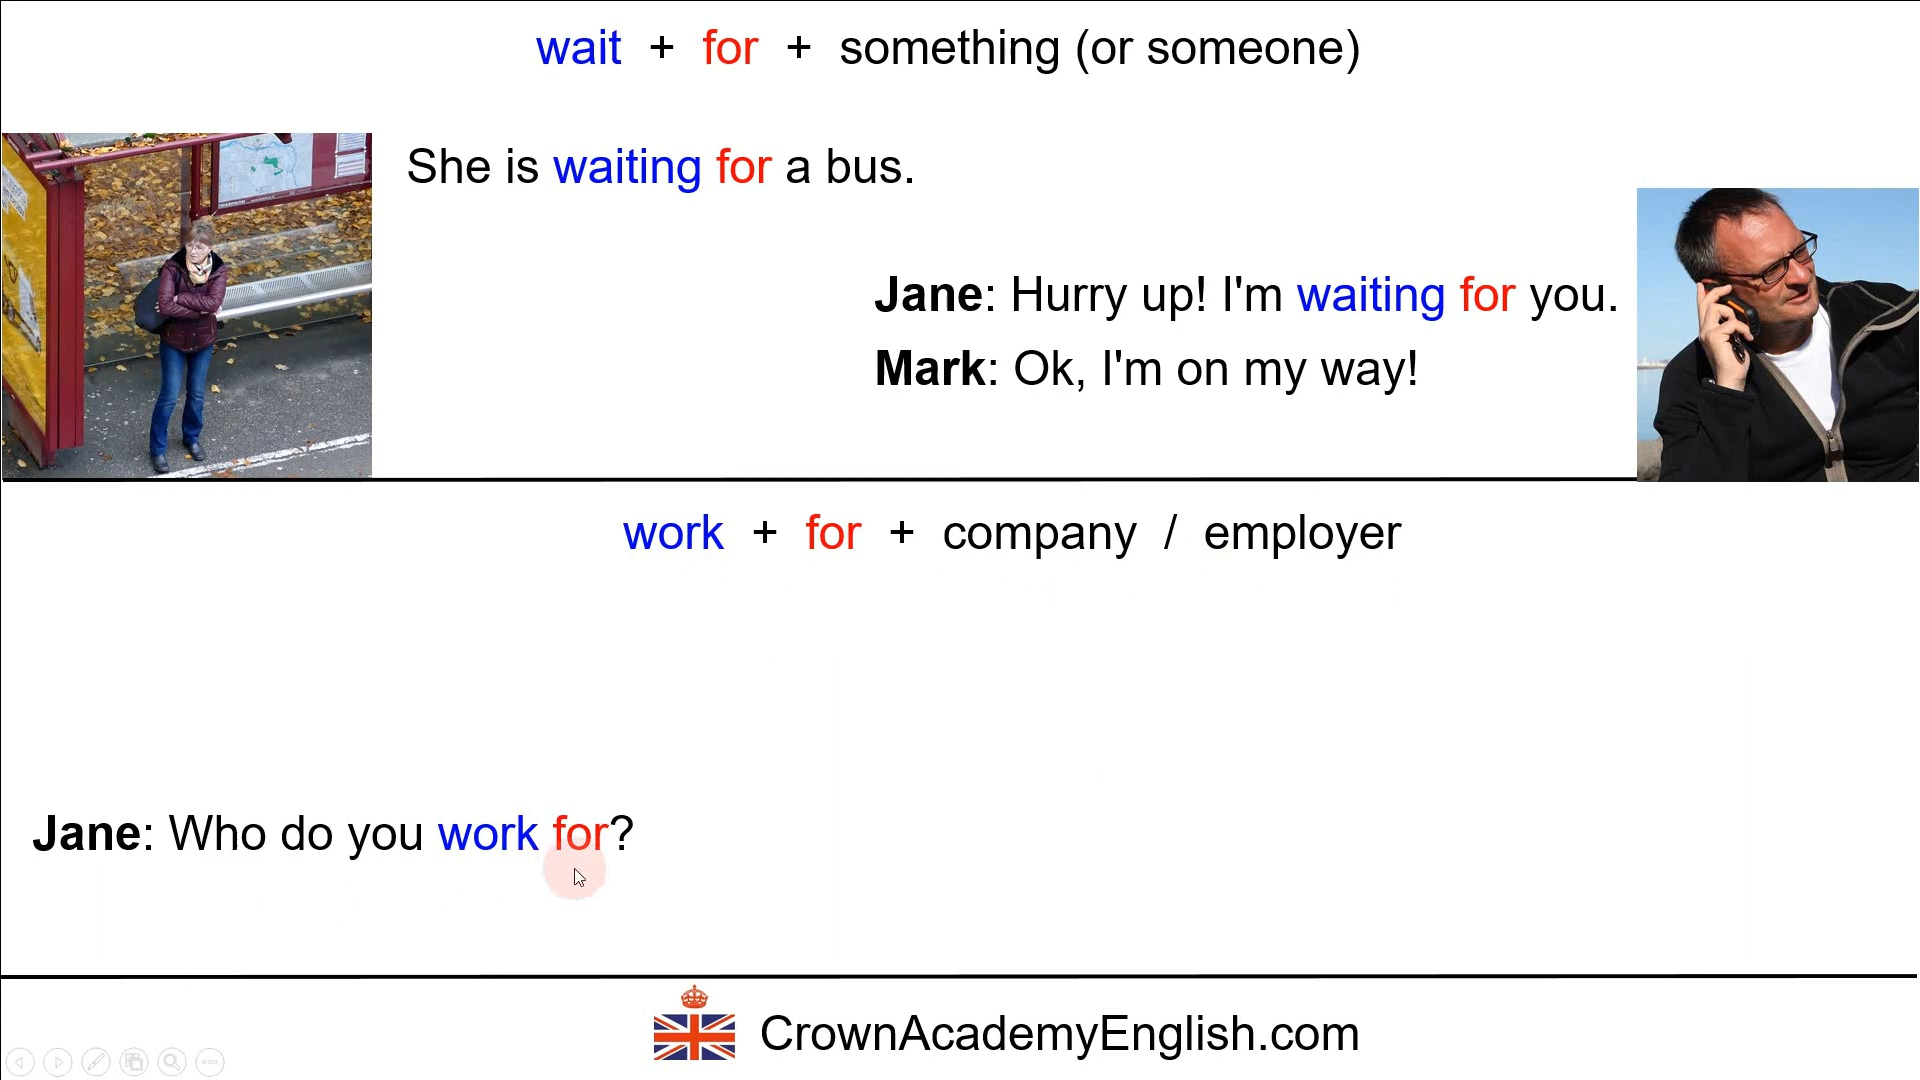 wait + for + something (or someone)
She is waiting for a bus.
Jane: Hurry up! I'm waiting for you.
Mark: Ok, I'm on my way!
work + for + company / employer
Jane: Who do you work for?
CrownAcademyEnglish.com